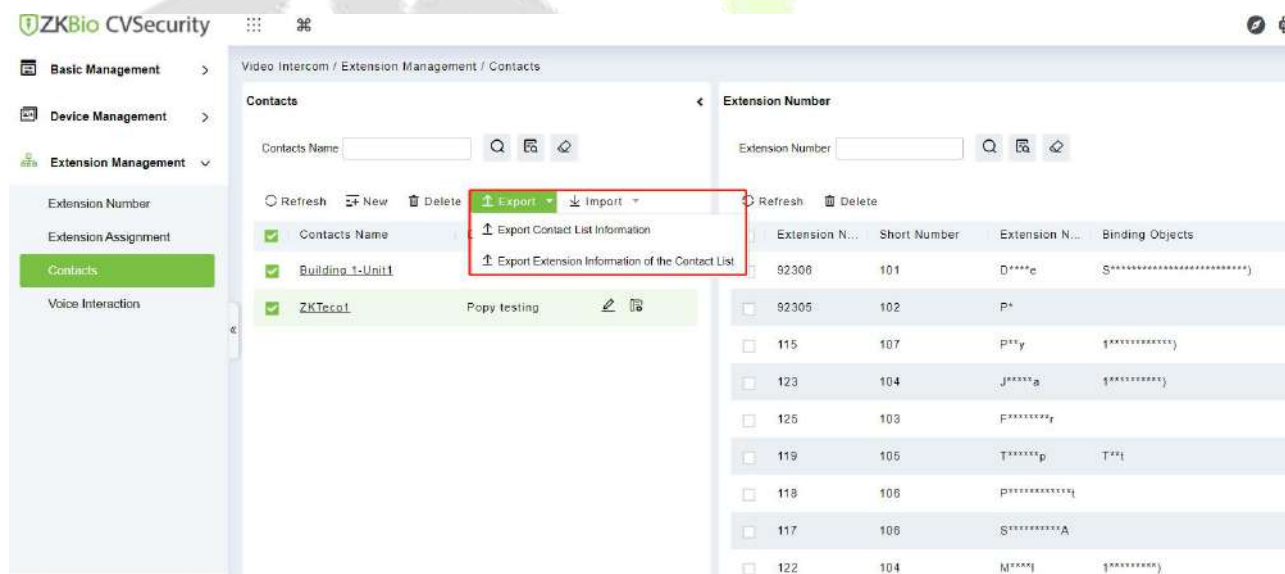 ZKBio CVSecurity
Basic Management
Device Management
Extension Management
Extension Number
Extension Assignment
Contacts
Voice Interaction
Video Intercom / Extension Management / Contacts
Contacts
Contacts Name
Refresh New Delete Export Import
Export Contact List Information
Export Extension Information of the Contact List
Contacts Name
Building 1-Unit1
ZKTeco1 Popy testing
Extension Number
Extension Number
Refresh Delete
Extension N... Short Number Extension N... Binding Objects
92306 101 D****e S**************************)
92305 102 P*
115 107 P**y 1************)
123 104 J*****a 1**********)
125 103 F********r
119 105 T******p T**t
118 106 P************t
117 106 S**********A
122 104 M****l 1*********)